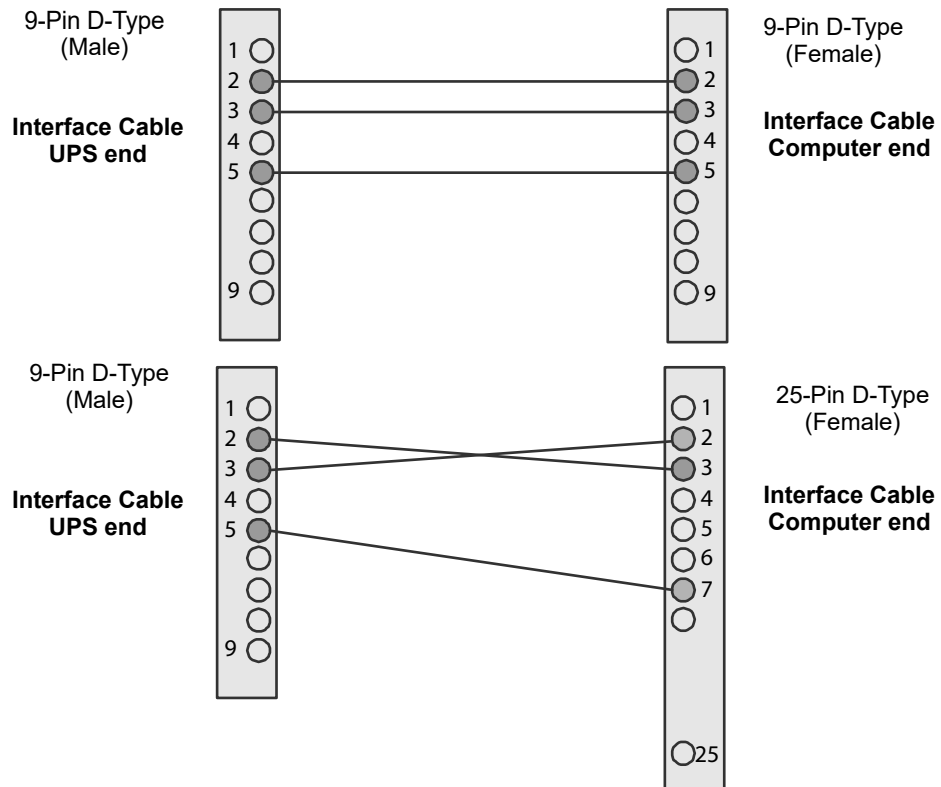 9-Pin D-Type
(Male)
Interface Cable
UPS end
1
2
3
4
5
9
1
2
3
4
5
9
9-Pin D-Type
(Female)
Interface Cable
Computer end
9-Pin D-Type
(Male)
Interface Cable
UPS end
1
2
3
4
5
9
1
2
3
4
5
6
7
25
25-Pin D-Type
(Female)
Interface Cable
Computer end